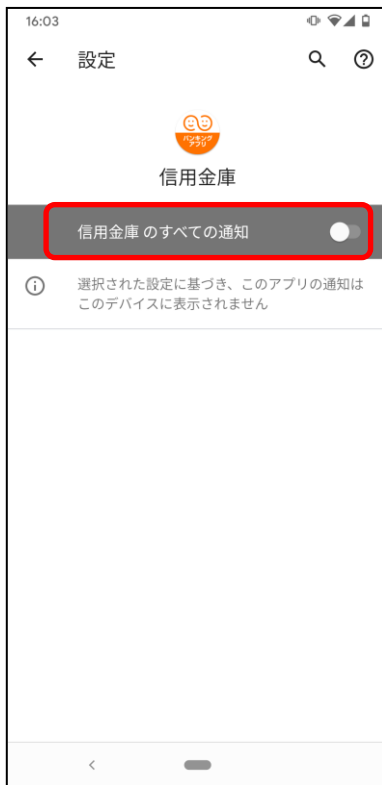 16:03
設定
バンキング
アプリ
信用金庫
信用金庫 のすべての通知
選択された設定に基づき、このアプリの通知は
このデバイスに表示されません